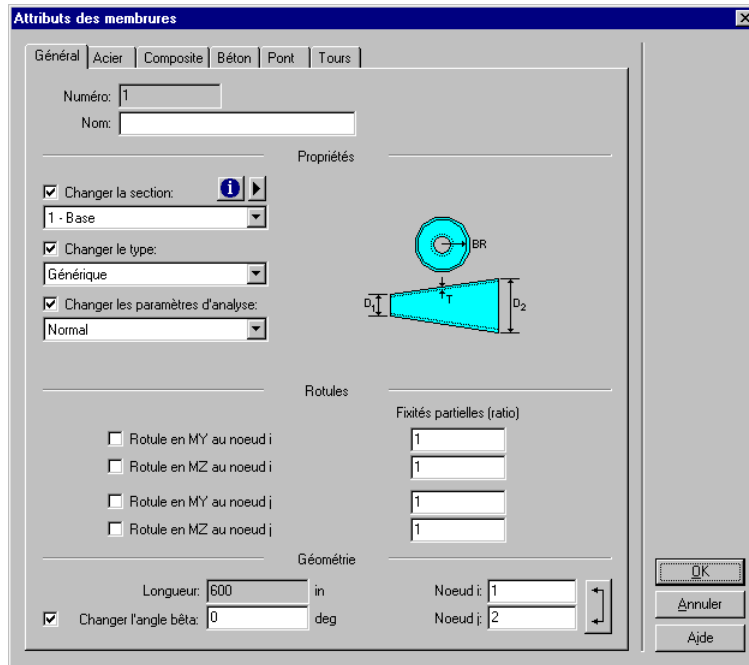 Attributs des membrures
Général Acier Composite Béton Pont Tours
Numéro: 1
Nom:
Propriétés
Changer la section:
1 - Base
Changer le type:
Générique
Changer les paramètres d'analyse:
Normal
BR
D1 T D2
Rotules
Fixités partielles (ratio)
Rotule en MY au noeud i 1
Rotule en MZ au noeud i 1
Rotule en MY au noeud j 1
Rotule en MZ au noeud j 1
Géométrie
Longueur: 600 in Noeud i: 1
Changer l'angle bêta: 0 deg Noeud j: 2
OK
Annuler
Aide